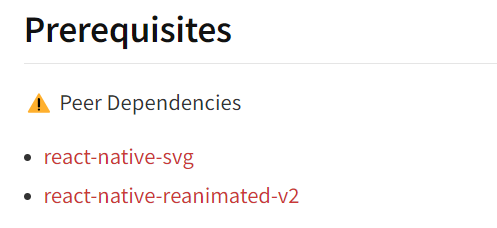 Prerequisites
⚠ Peer Dependencies
• react-native-svg
• react-native-reanimated-v2